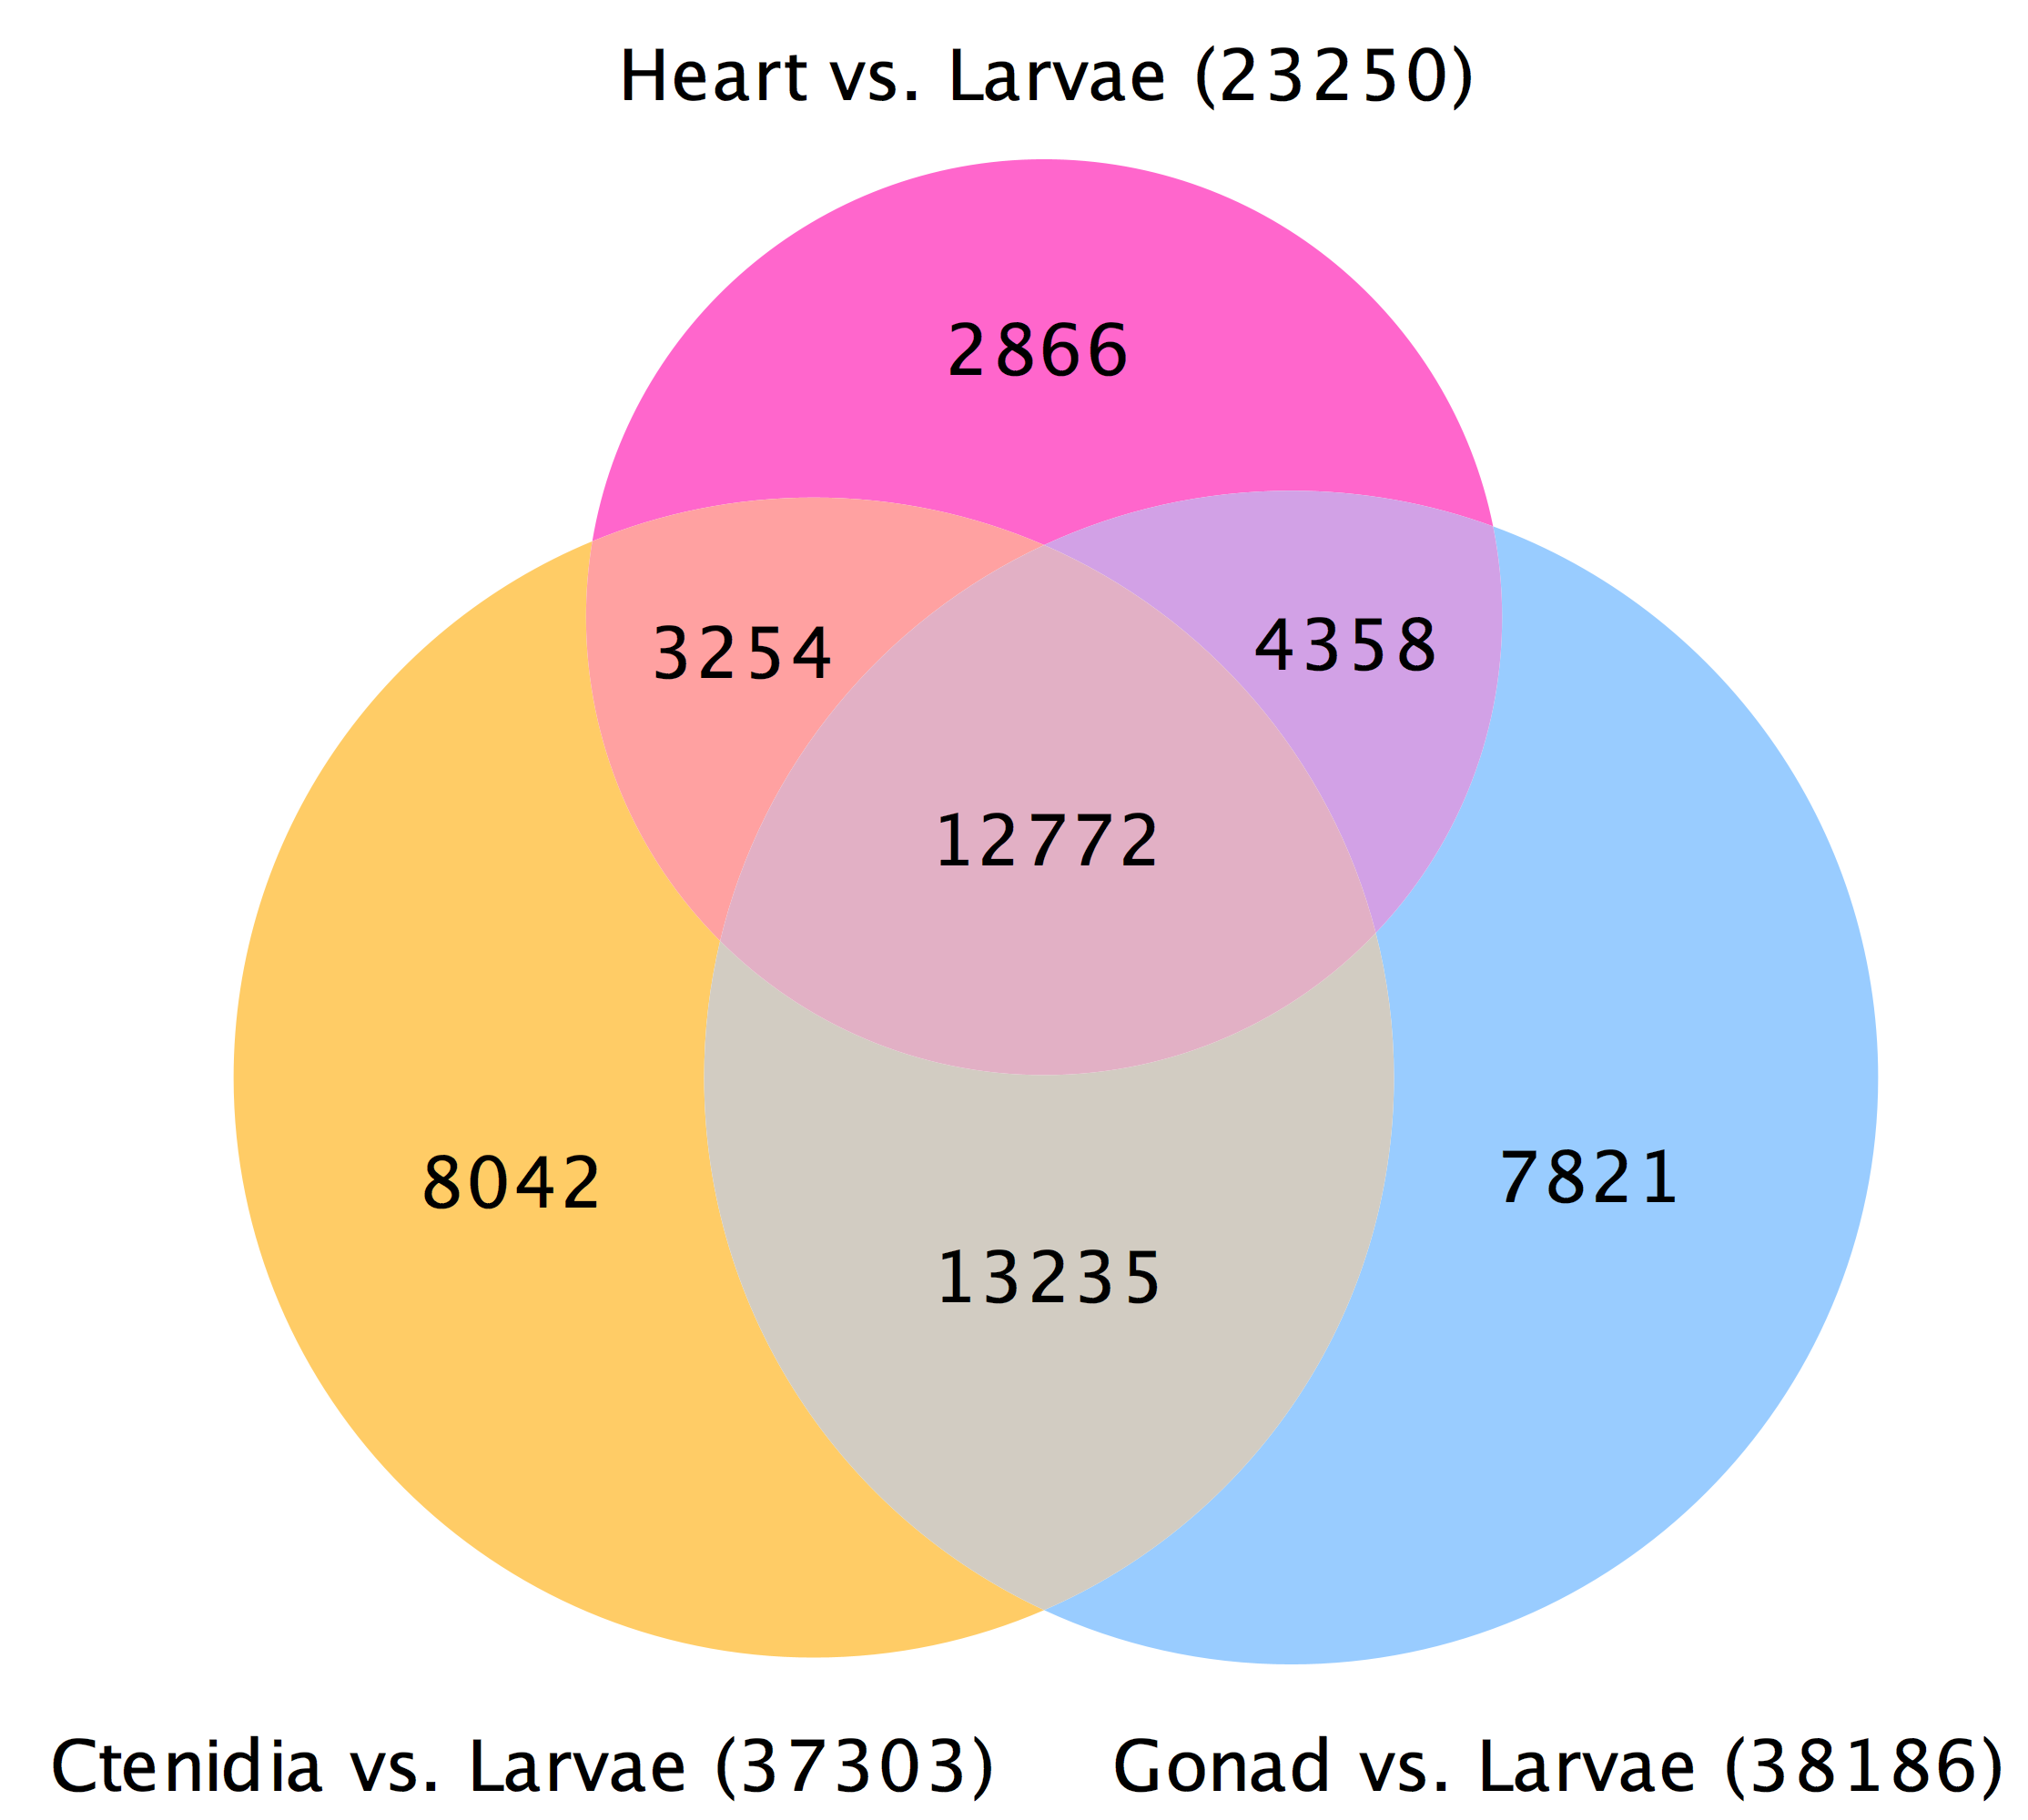 Heart vs. Larvae (23250)
2866
3254
4358
12772
8042
7821
13235
Ctenidia vs. Larvae (37303)
Gonad vs. Larvae (38186)